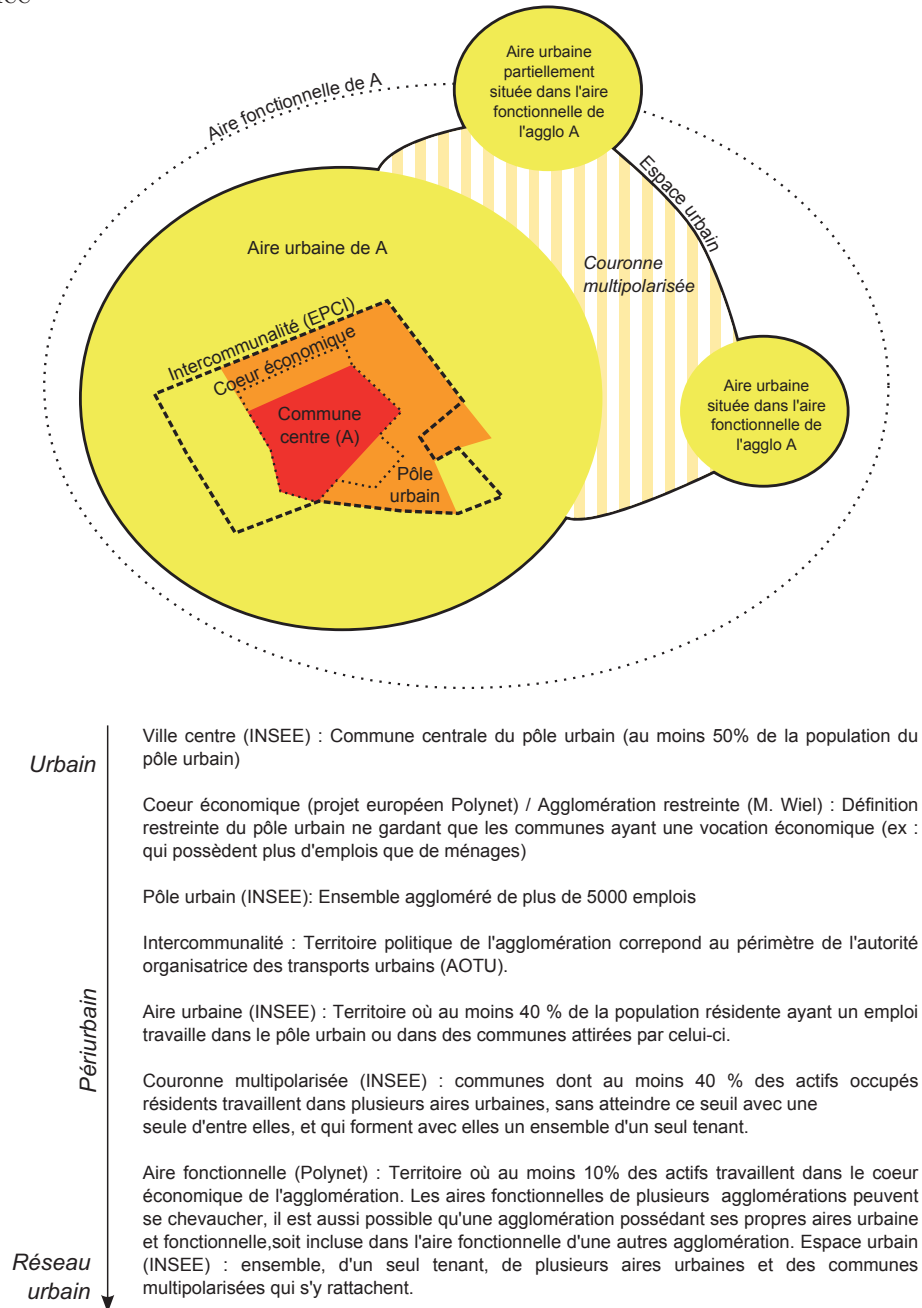 Aire fonctionnelle de A
Aire urbaine
partiellement
située dans l'aire
fonctionnelle de
l'agglo A
Espace urbain
Aire urbaine de A
Couronne
multipolarisée
Intercommunalité (EPCI)
Coeur économique
Commune
centre (A)
Pôle
urbain
Aire urbaine
située dans l'aire
fonctionnelle de
l'agglo A
Urbain
Ville centre (INSEE) : Commune centrale du pôle urbain (au moins 50% de la population du
pôle urbain)
Coeur économique (projet européen Polynet) / Agglomération restreinte (M. Wiel) : Définition
restreinte du pôle urbain ne gardant que les communes ayant une vocation économique (ex :
qui possèdent plus d'emplois que de ménages)
Pôle urbain (INSEE): Ensemble aggloméré de plus de 5000 emplois
Intercommunalité : Territoire politique de l'agglomération correpond au périmètre de l'autorité
organisatrice des transports urbains (AOTU).
Périurbain
Aire urbaine (INSEE) : Territoire où au moins 40 % de la population résidente ayant un emploi
travaille dans le pôle urbain ou dans des communes attirées par celui-ci.
Couronne multipolarisée (INSEE) : communes dont au moins 40 % des actifs occupés
résidents travaillent dans plusieurs aires urbaines, sans atteindre ce seuil avec une
seule d'entre elles, et qui forment avec elles un ensemble d'un seul tenant.
Aire fonctionnelle (Polynet) : Territoire où au moins 10% des actifs travaillent dans le coeur
économique de l'agglomération. Les aires fonctionnelles de plusieurs agglomérations peuvent
se chevaucher, il est aussi possible qu'une agglomération possédant ses propres aires urbaine
et fonctionnelle,soit incluse dans l'aire fonctionnelle d'une autres agglomération. Espace urbain
(INSEE) : ensemble, d'un seul tenant, de plusieurs aires urbaines et des communes
multipolarisées qui s'y rattachent.
Réseau
urbain